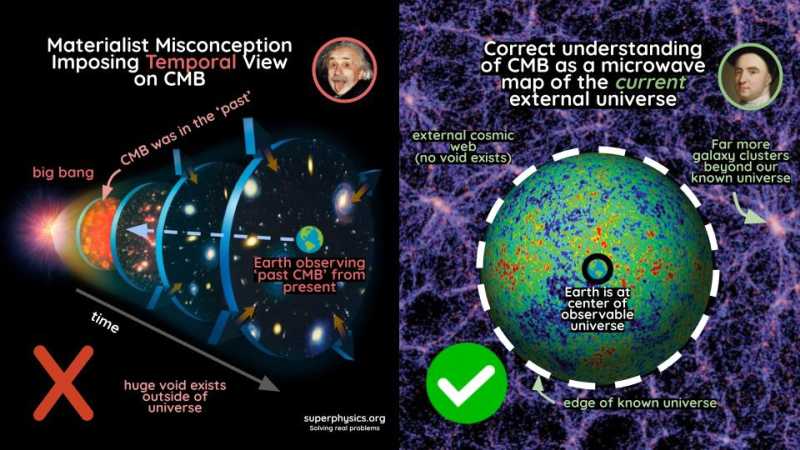 Materialist Misconception
Imposing Temporal View
on CMB
CMB was in the 'past'
big bang
Earth observing
'past CMB' from
present
time
huge void exists
outside of
universe
superphysics.org
Solving real problems
Correct understanding
of CMB as a microwave
map of the current
external universe
external cosmic
web
(no void exists)
Far more
galaxy clusters
beyond our
known universe
Earth is at
center of
observable
universe
edge of known universe